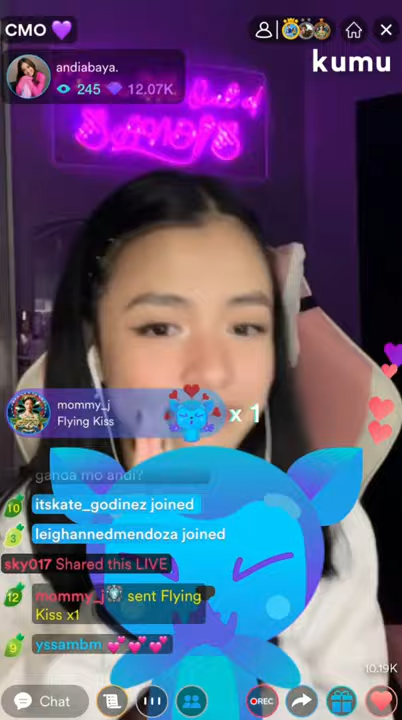 CMO 💜
kumu
andiabaya.
245 12.07K
mommy_j
Flying Kiss
x 1
ganda mo andi?
10 itskate_godinez joined
3 leighannedmendoza joined
sky017 Shared this LIVE
12 mommy_j sent Flying
Kiss x1
9 yssambm 💕💕💕
10.19K
Chat
REC